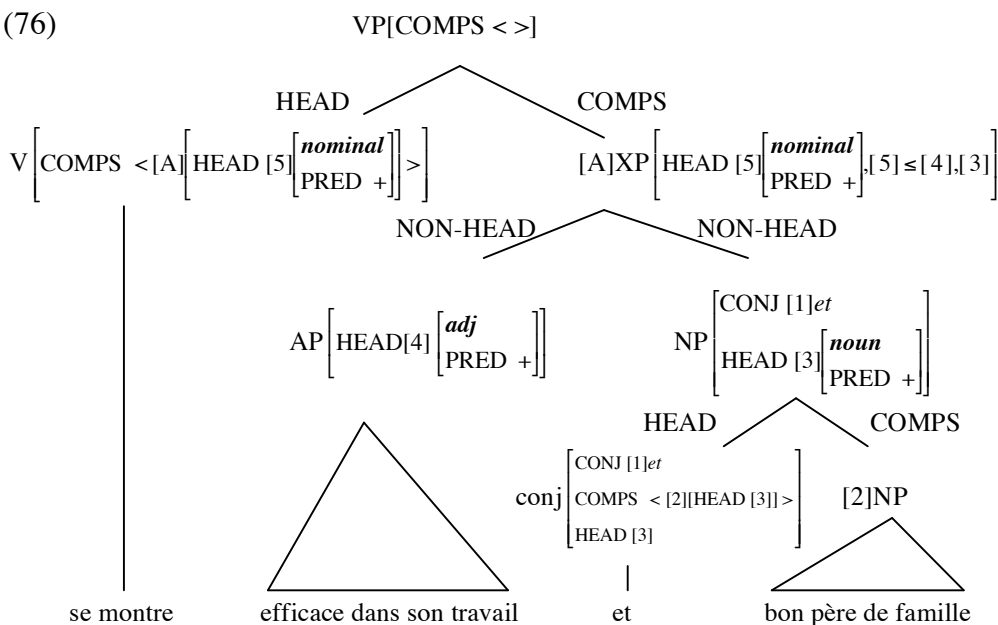 (76)
VP[COMPS < >]
HEAD COMPS
V [COMPS <[A][HEAD [5][nominal PRED +]]>] [A]XP [HEAD [5][nominal PRED +],[5]≤[4],[3]]
NON-HEAD NON-HEAD
AP [HEAD[4] [adj PRED +]] NP [CONJ [1]et HEAD [3][noun PRED +]]
HEAD COMPS
conj [CONJ [1]et COMPS <[2][HEAD [3]]> HEAD [3]] [2]NP
se montre efficace dans son travail et bon père de famille